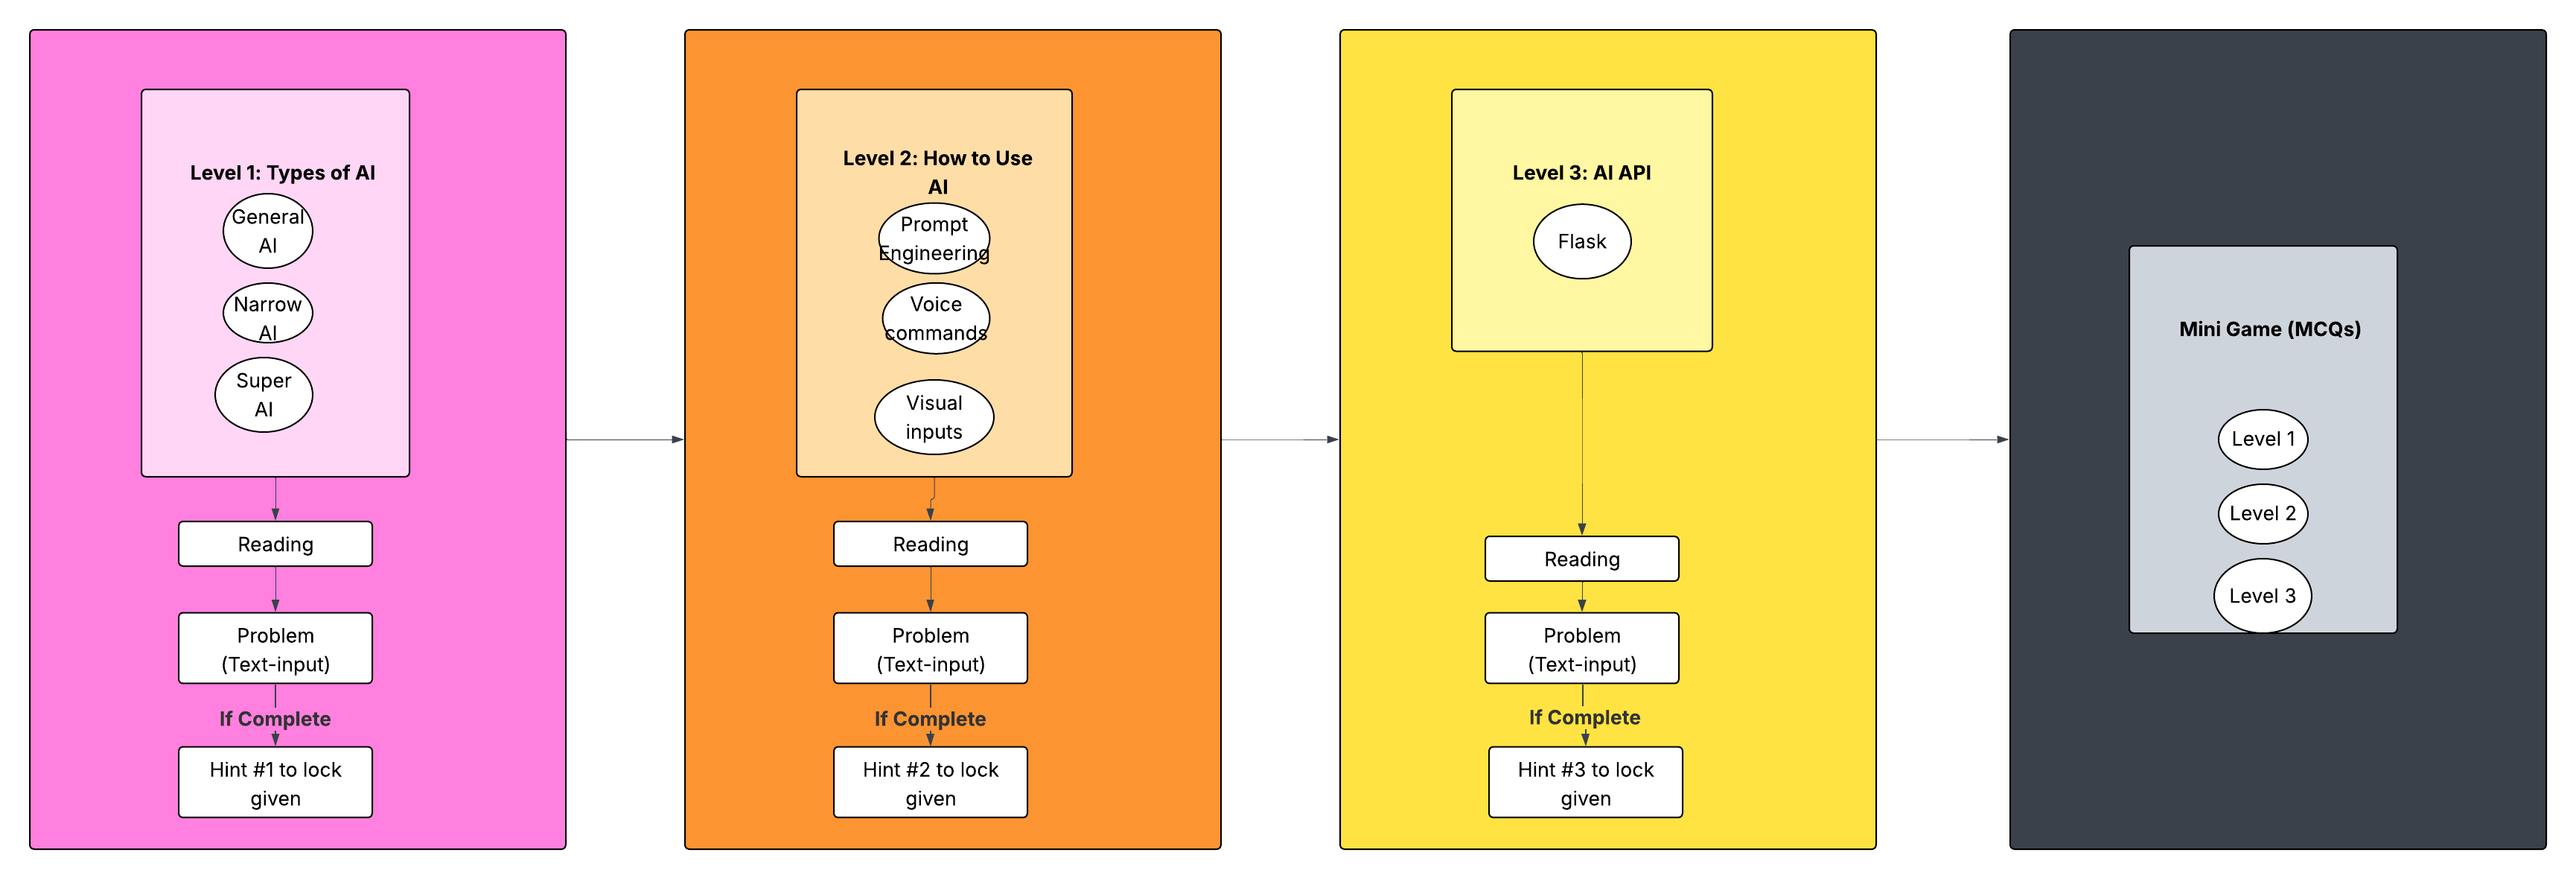 Level 1: Types of AI
General
AI
Narrow
AI
Super
AI
Reading
Problem
(Text-input)
If Complete
Hint #1 to lock
given
Level 2: How to Use
AI
Prompt
Engineering
Voice
commands
Visual
inputs
Reading
Problem
(Text-input)
If Complete
Hint #2 to lock
given
Level 3: AI API
Flask
Reading
Problem
(Text-input)
If Complete
Hint #3 to lock
given
Mini Game (MCQs)
Level 1
Level 2
Level 3